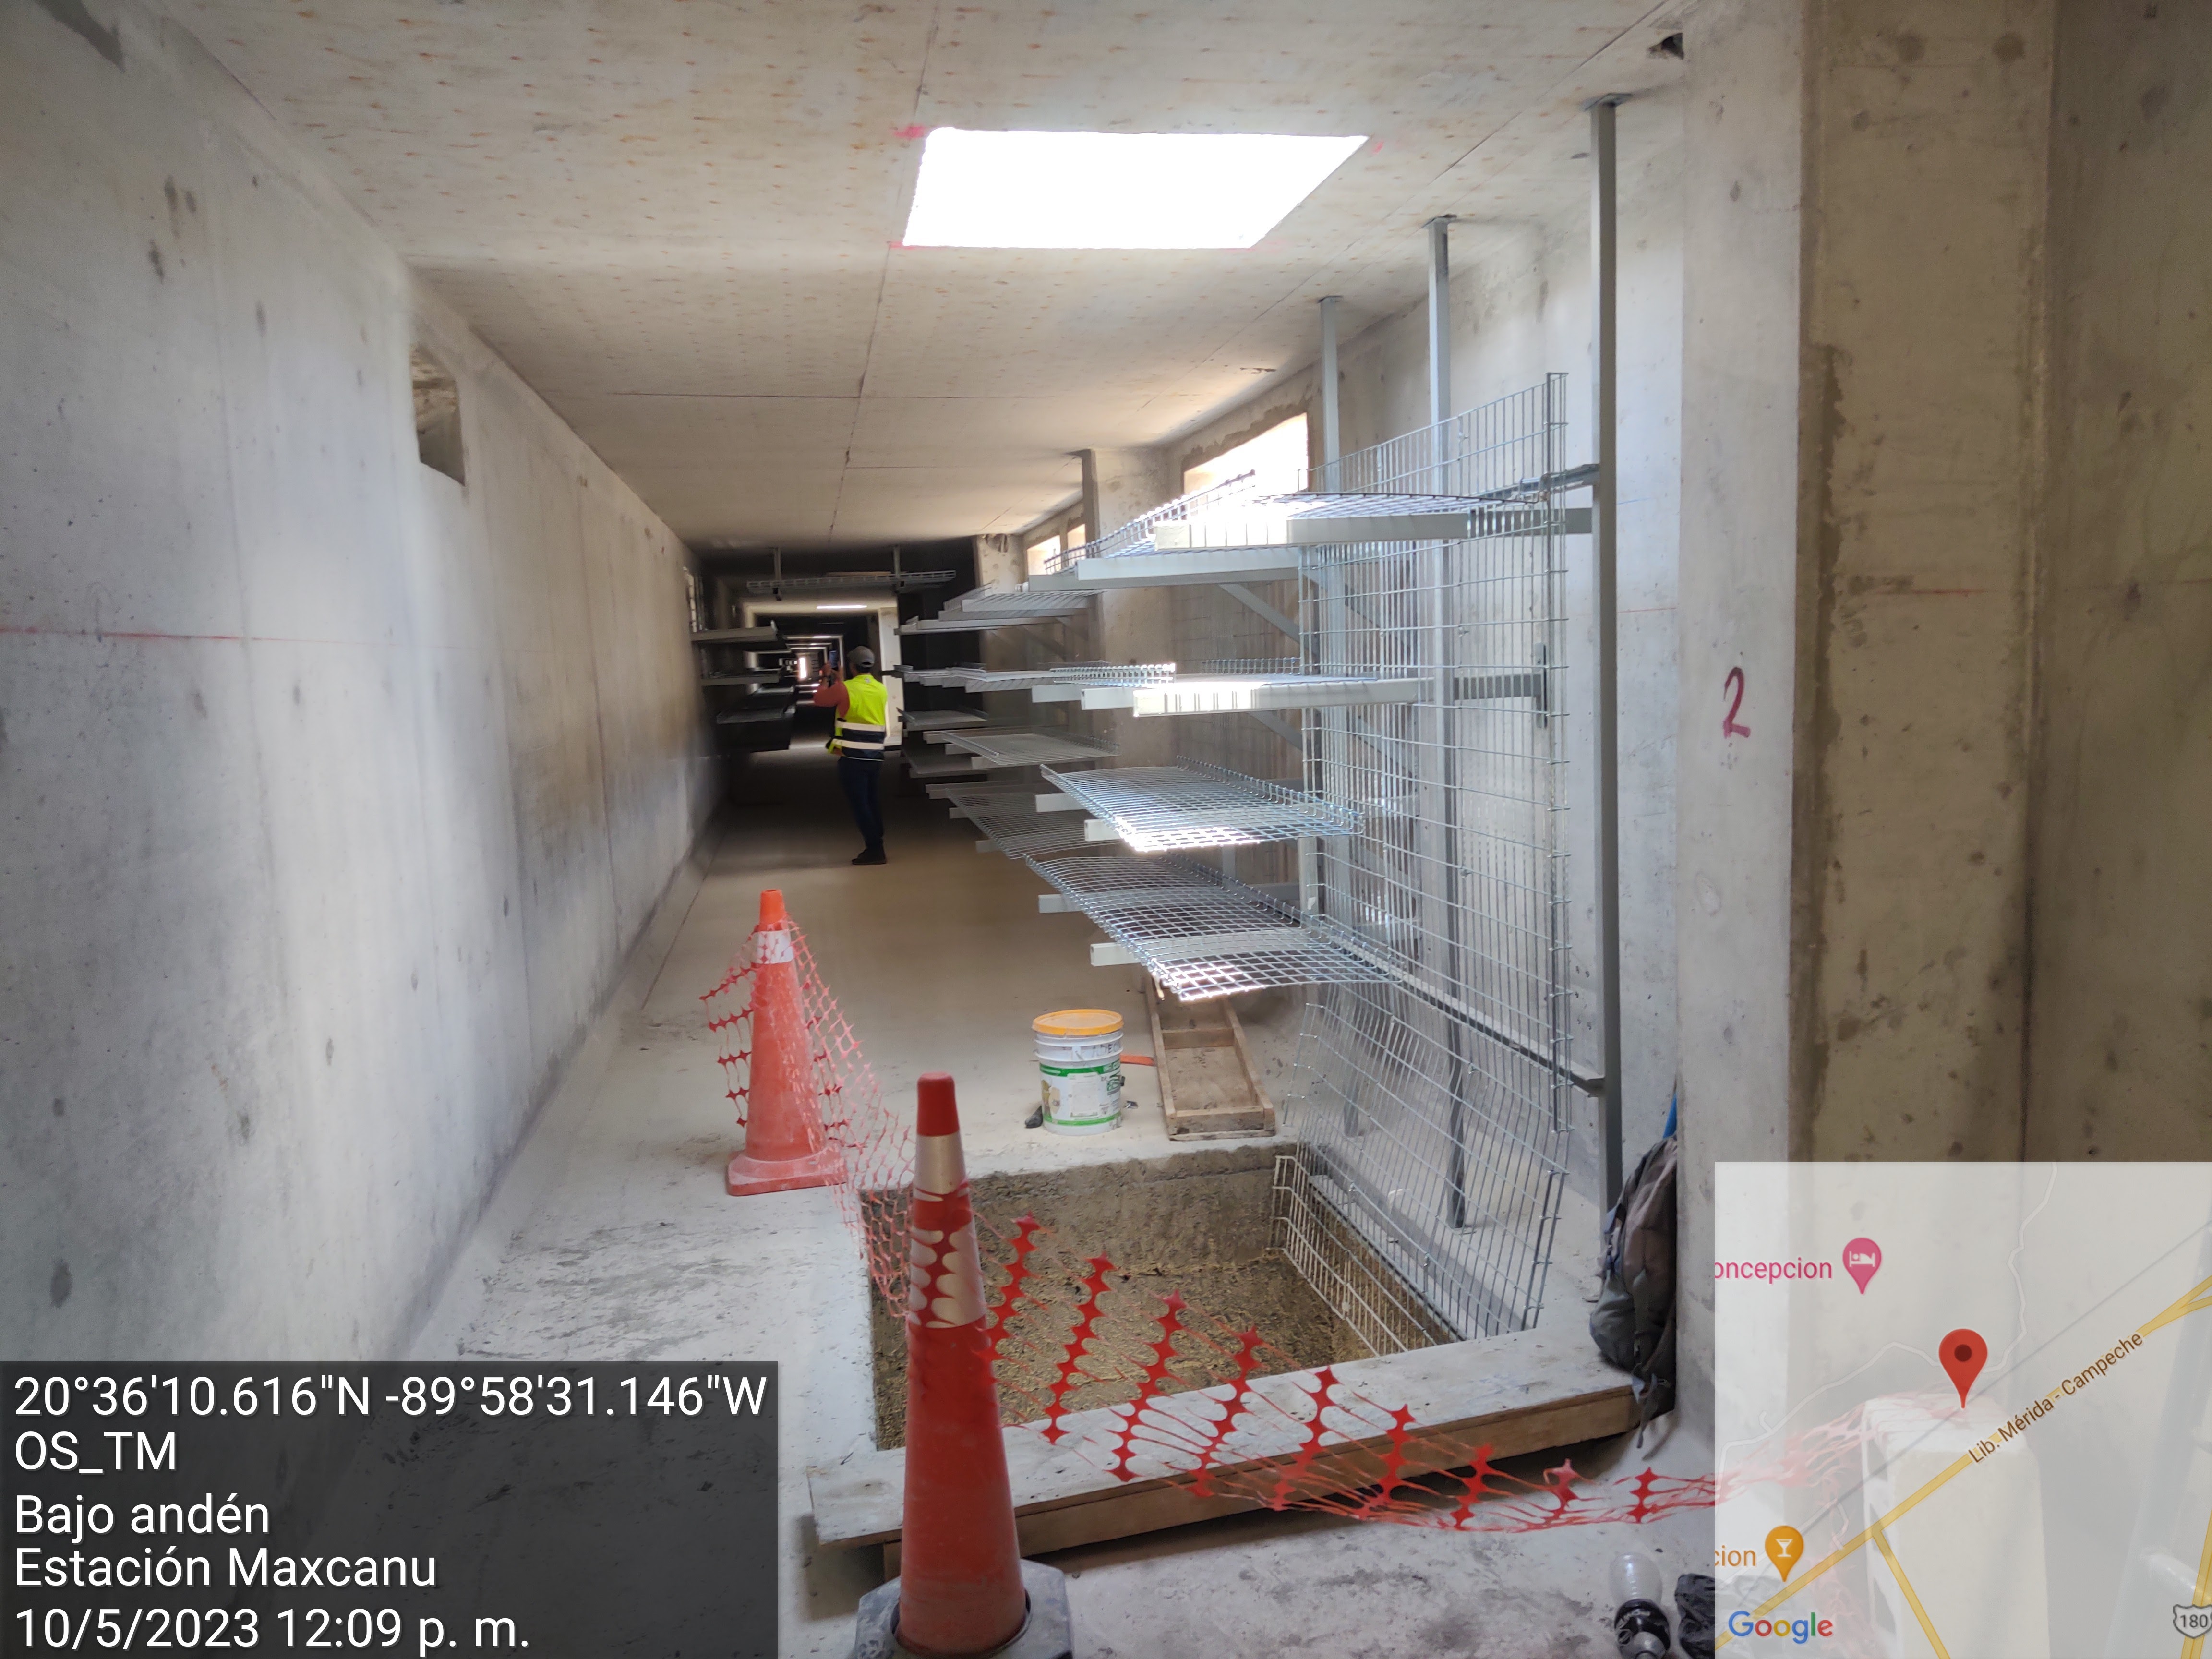 2
oncepcion
Lib. Mérida - Campeche
cion
180
Google
20°36'10.616"N -89°58'31.146"W
OS_TM
Bajo andén
Estación Maxcanu
10/5/2023 12:09 p. m.